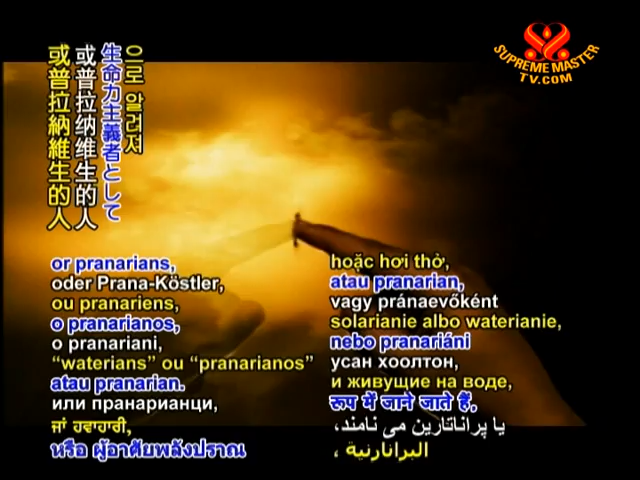 SUPREME MASTER
TV.COM
으로 알려져
生命力主義者として
或普拉纳维生的人
或普拉納維生的人
or pranarians,
oder Prana-Köstler,
ou pranariens,
o pranarianos,
o pranariani,
“waterians” ou “pranarianos”
atau pranarian.
или пранарианци,
ਜਾਂ ਹਵਾਹਾਰੀ,
หรือ ผู้อาศัยพลังปราณ
hoặc hơi thở,
atau pranarian,
vagy pránaevőként
solarianie albo waterianie,
nebo pranariáni
усан хоолтон,
и живущие на воде,
रूप में जाने जाते हैं,
یا پراناتارین می نامند،
البرانارنية ،